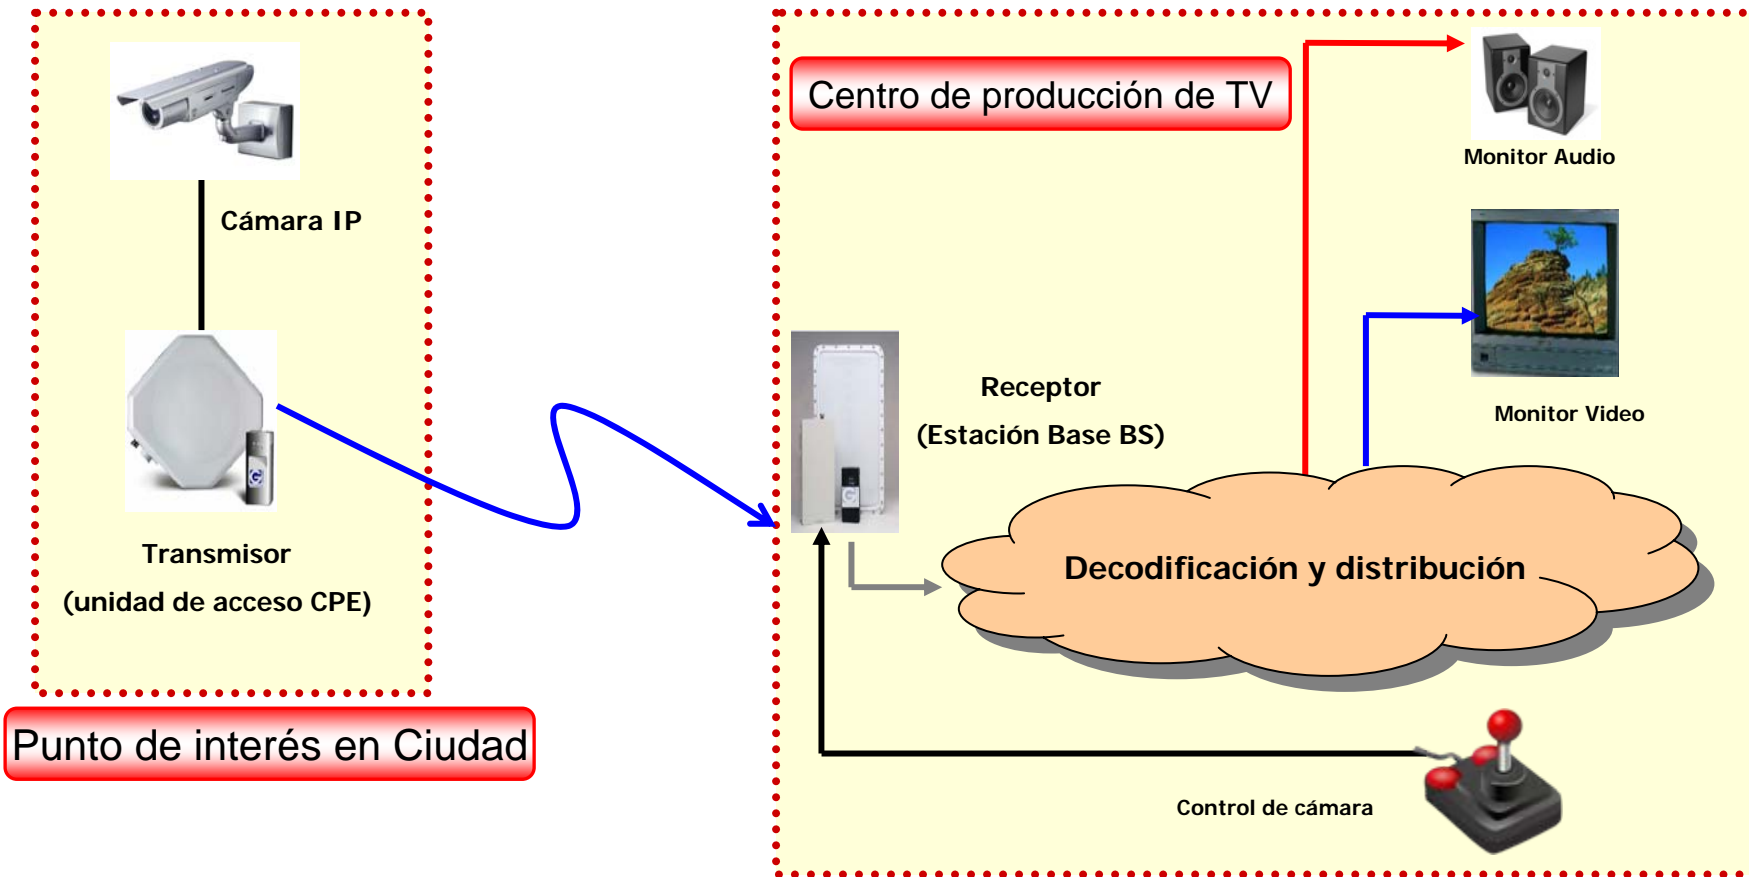 Cámara IP
Transmisor
(unidad de acceso CPE)
Punto de interés en Ciudad
Centro de producción de TV
Monitor Audio
Monitor Video
Receptor
(Estación Base BS)
Decodificación y distribución
Control de cámara